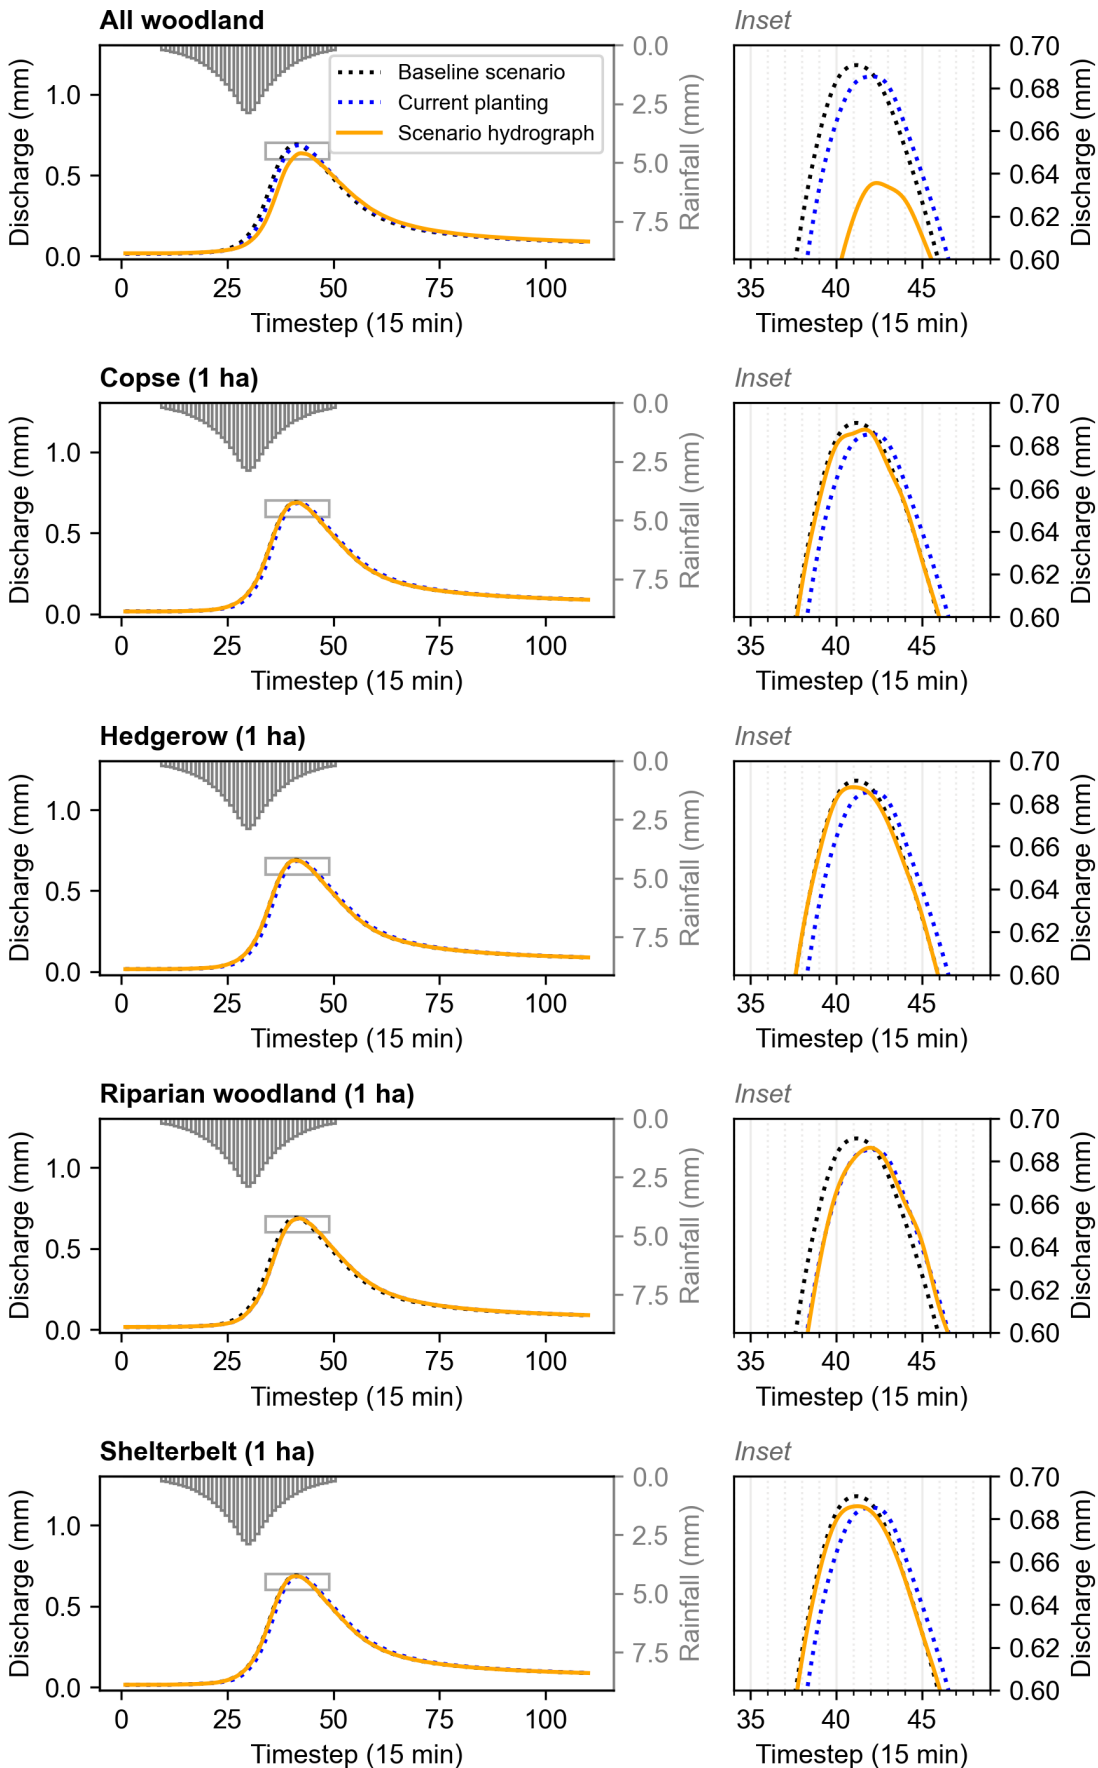 All woodland
Inset
Discharge (mm)
1.0
0.5
0.0
Baseline scenario
Current planting
Scenario hydrograph
0.0
2.5
5.0
7.5
Rainfall (mm)
0
25
50
75
100
Timestep (15 min)
0.70
0.68
0.66
0.64
0.62
0.60
Discharge (mm)
35
40
45
Timestep (15 min)
Copse (1 ha)
Inset
Discharge (mm)
1.0
0.5
0.0
0.0
2.5
5.0
7.5
Rainfall (mm)
0
25
50
75
100
Timestep (15 min)
0.70
0.68
0.66
0.64
0.62
0.60
Discharge (mm)
35
40
45
Timestep (15 min)
Hedgerow (1 ha)
Inset
Discharge (mm)
1.0
0.5
0.0
0.0
2.5
5.0
7.5
Rainfall (mm)
0
25
50
75
100
Timestep (15 min)
0.70
0.68
0.66
0.64
0.62
0.60
Discharge (mm)
35
40
45
Timestep (15 min)
Riparian woodland (1 ha)
Inset
Discharge (mm)
1.0
0.5
0.0
0.0
2.5
5.0
7.5
Rainfall (mm)
0
25
50
75
100
Timestep (15 min)
0.70
0.68
0.66
0.64
0.62
0.60
Discharge (mm)
35
40
45
Timestep (15 min)
Shelterbelt (1 ha)
Inset
Discharge (mm)
1.0
0.5
0.0
0.0
2.5
5.0
7.5
Rainfall (mm)
0
25
50
75
100
Timestep (15 min)
0.70
0.68
0.66
0.64
0.62
0.60
Discharge (mm)
35
40
45
Timestep (15 min)